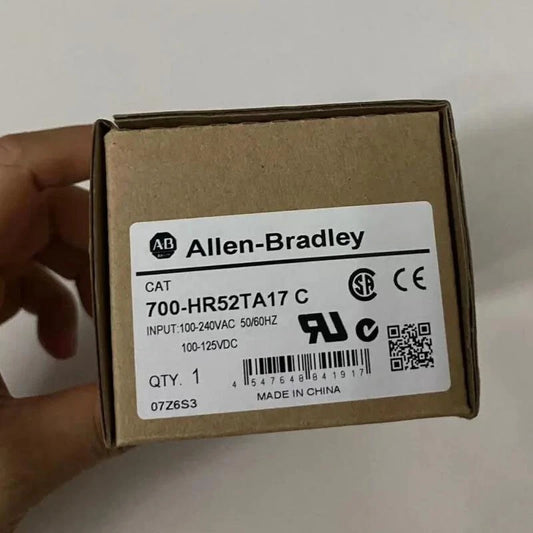 AB
Allen-Bradley
CAT
700-HR52TA17 C
INPUT:100-240VAC 50/60HZ
100-125VDC
QTY. 1
07Z6S3
4 547648 841917
MADE IN CHINA